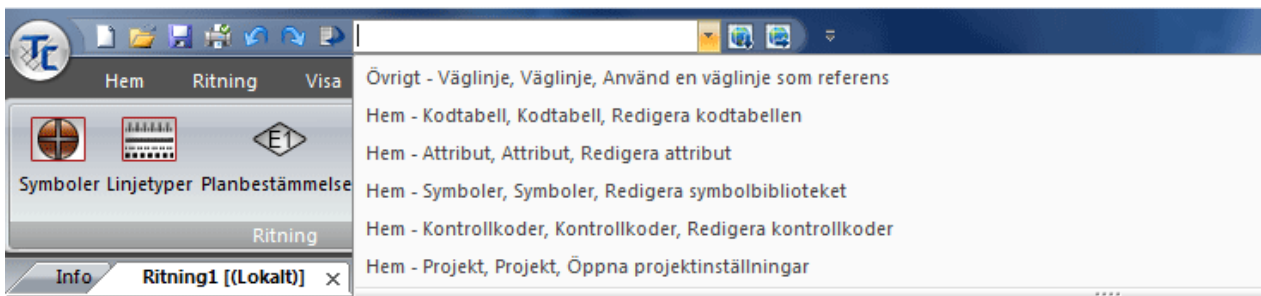 TC
Övrigt - Väglinje, Väglinje, Använd en väglinje som referens
Hem Ritning Visa
Hem - Kodtabell, Kodtabell, Redigera kodtabellen
Hem - Attribut, Attribut, Redigera attribut
E1
Symboler Linjetyper Planbestämmelse
Hem - Symboler, Symboler, Redigera symbolbiblioteket
Hem - Kontrollkoder, Kontrollkoder, Redigera kontrollkoder
Ritning
Hem - Projekt, Projekt, Öppna projektinställningar
Info Ritning1 [(Lokalt)] ×